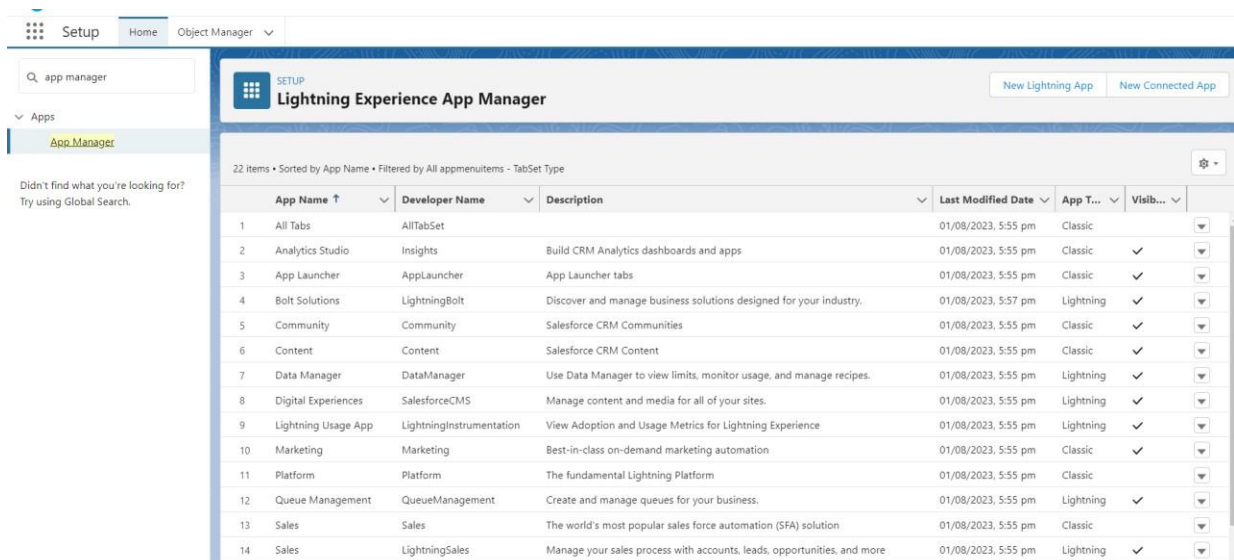 Setup
Home
Object Manager
app manager
Apps
App Manager
Didn't find what you're looking for?
Try using Global Search.
SETUP
Lightning Experience App Manager
New Lightning App
New Connected App
22 items • Sorted by App Name • Filtered by All appmenuitems - TabSet Type
App Name ↑ Developer Name Description Last Modified Date App T... Visib...
1 All Tabs AllTabSet 01/08/2023, 5:55 pm Classic
2 Analytics Studio Insights Build CRM Analytics dashboards and apps 01/08/2023, 5:55 pm Classic
3 App Launcher AppLauncher App Launcher tabs 01/08/2023, 5:55 pm Classic
4 Bolt Solutions LightningBolt Discover and manage business solutions designed for your industry. 01/08/2023, 5:57 pm Lightning
5 Community Community Salesforce CRM Communities 01/08/2023, 5:55 pm Classic
6 Content Content Salesforce CRM Content 01/08/2023, 5:55 pm Classic
7 Data Manager DataManager Use Data Manager to view limits, monitor usage, and manage recipes. 01/08/2023, 5:55 pm Lightning
8 Digital Experiences SalesforceCMS Manage content and media for all of your sites. 01/08/2023, 5:55 pm Lightning
9 Lightning Usage App LightningInstrumentation View Adoption and Usage Metrics for Lightning Experience 01/08/2023, 5:55 pm Lightning
10 Marketing Marketing Best-in-class on-demand marketing automation 01/08/2023, 5:55 pm Classic
11 Platform Platform The fundamental Lightning Platform 01/08/2023, 5:55 pm Classic
12 Queue Management QueueManagement Create and manage queues for your business. 01/08/2023, 5:55 pm Lightning
13 Sales Sales The world's most popular sales force automation (SFA) solution 01/08/2023, 5:55 pm Classic
14 Sales LightningSales Manage your sales process with accounts, leads, opportunities, and more 01/08/2023, 5:55 pm Lightning